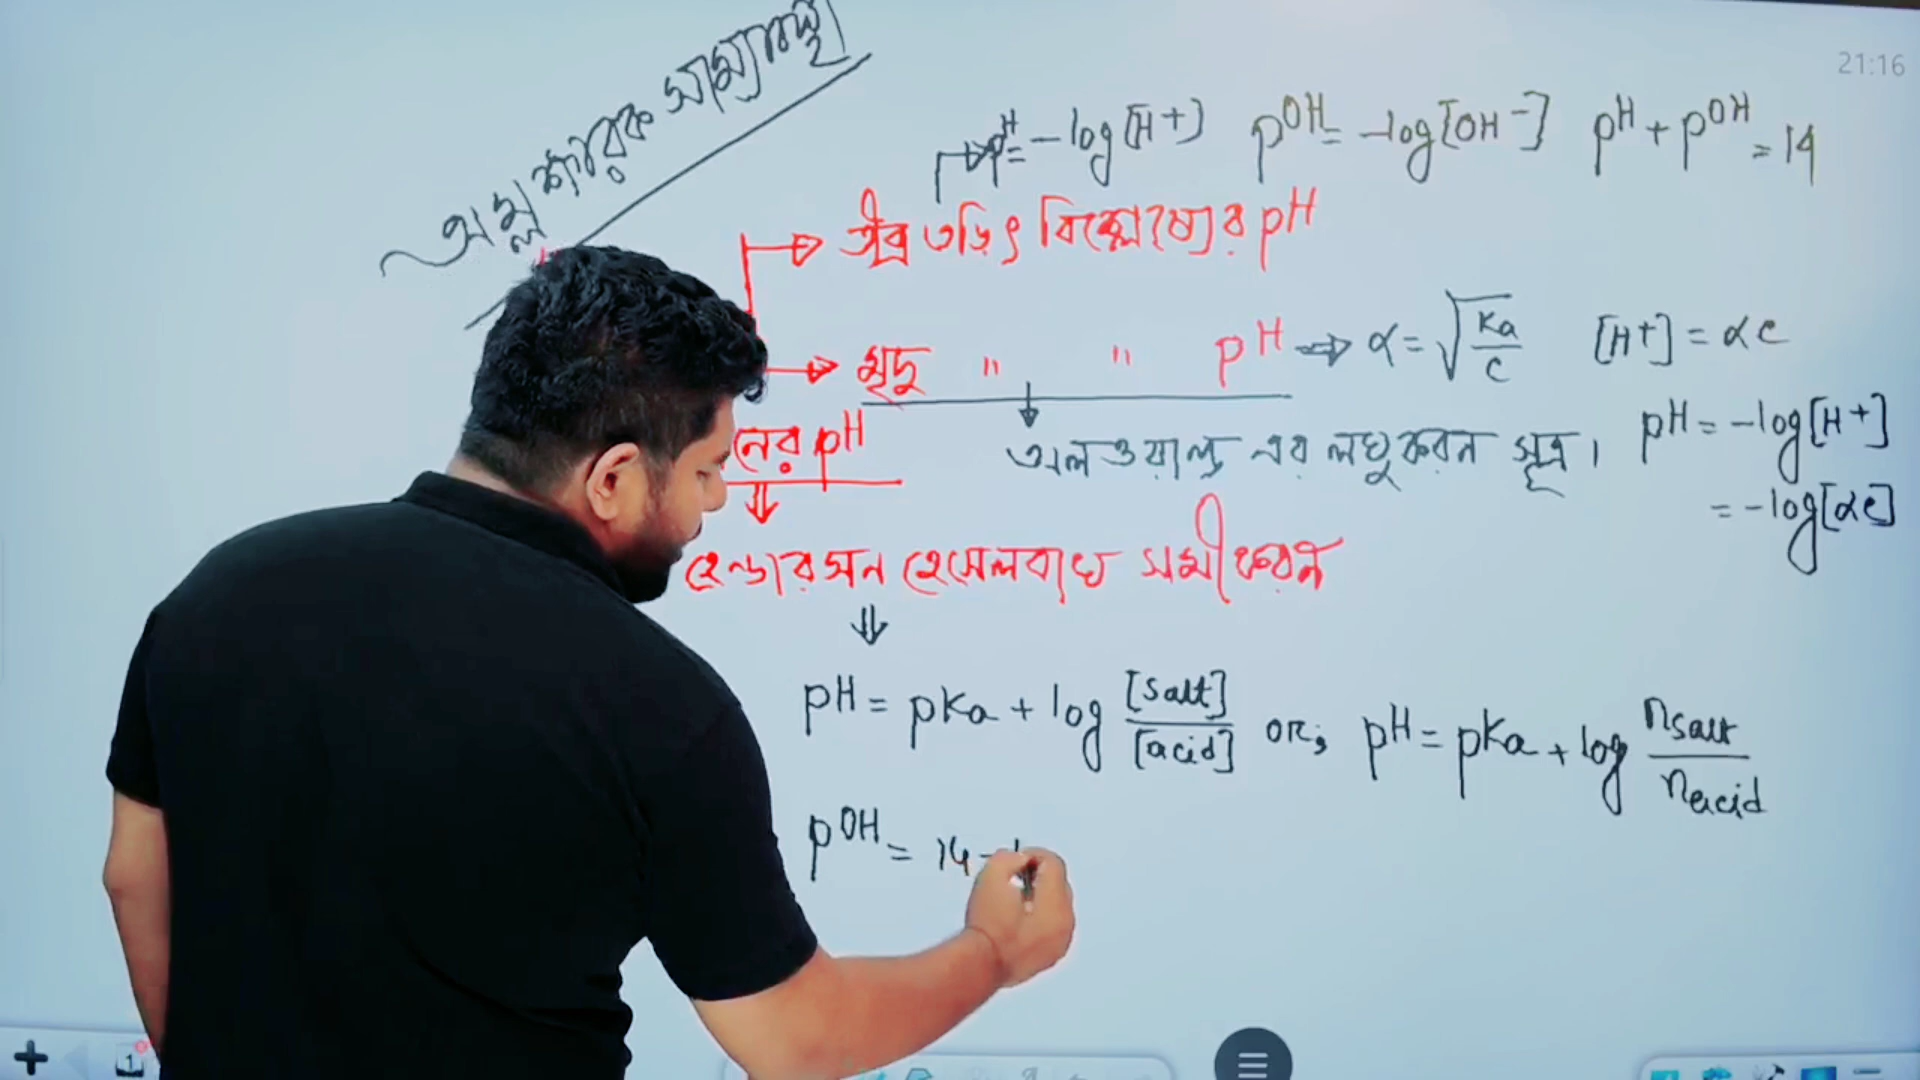 অম্ল ক্ষারক সাম্যাবস্থা
21:16
pH = -log[H+] pOH = -log[OH-] pH + pOH = 14
তীব্র তড়িৎ বিশ্লেষ্যের pH
মৃদু " " pH → α = √(Ka/c) [H+] = αc
অসওয়াল্ড এর লঘুকরন সূত্র।
pH = -log[H+]
= -log[αc]
নের pH
হেন্ডারসন হেসেলবাখ সমীকরণ
pH = pKa + log [Salt]/[acid] or; pH = pKa + log nsalt/nacid
pOH = 14 -
1